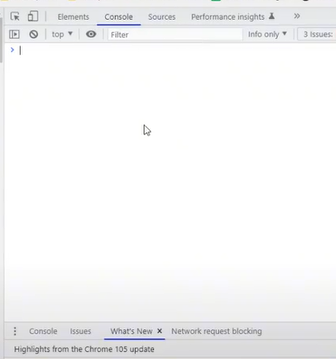 Elements Console Sources Performance insights »
top ▼ Filter Info only ▼ 3 Issues:
>
Console Issues What's New × Network request blocking
Highlights from the Chrome 105 update